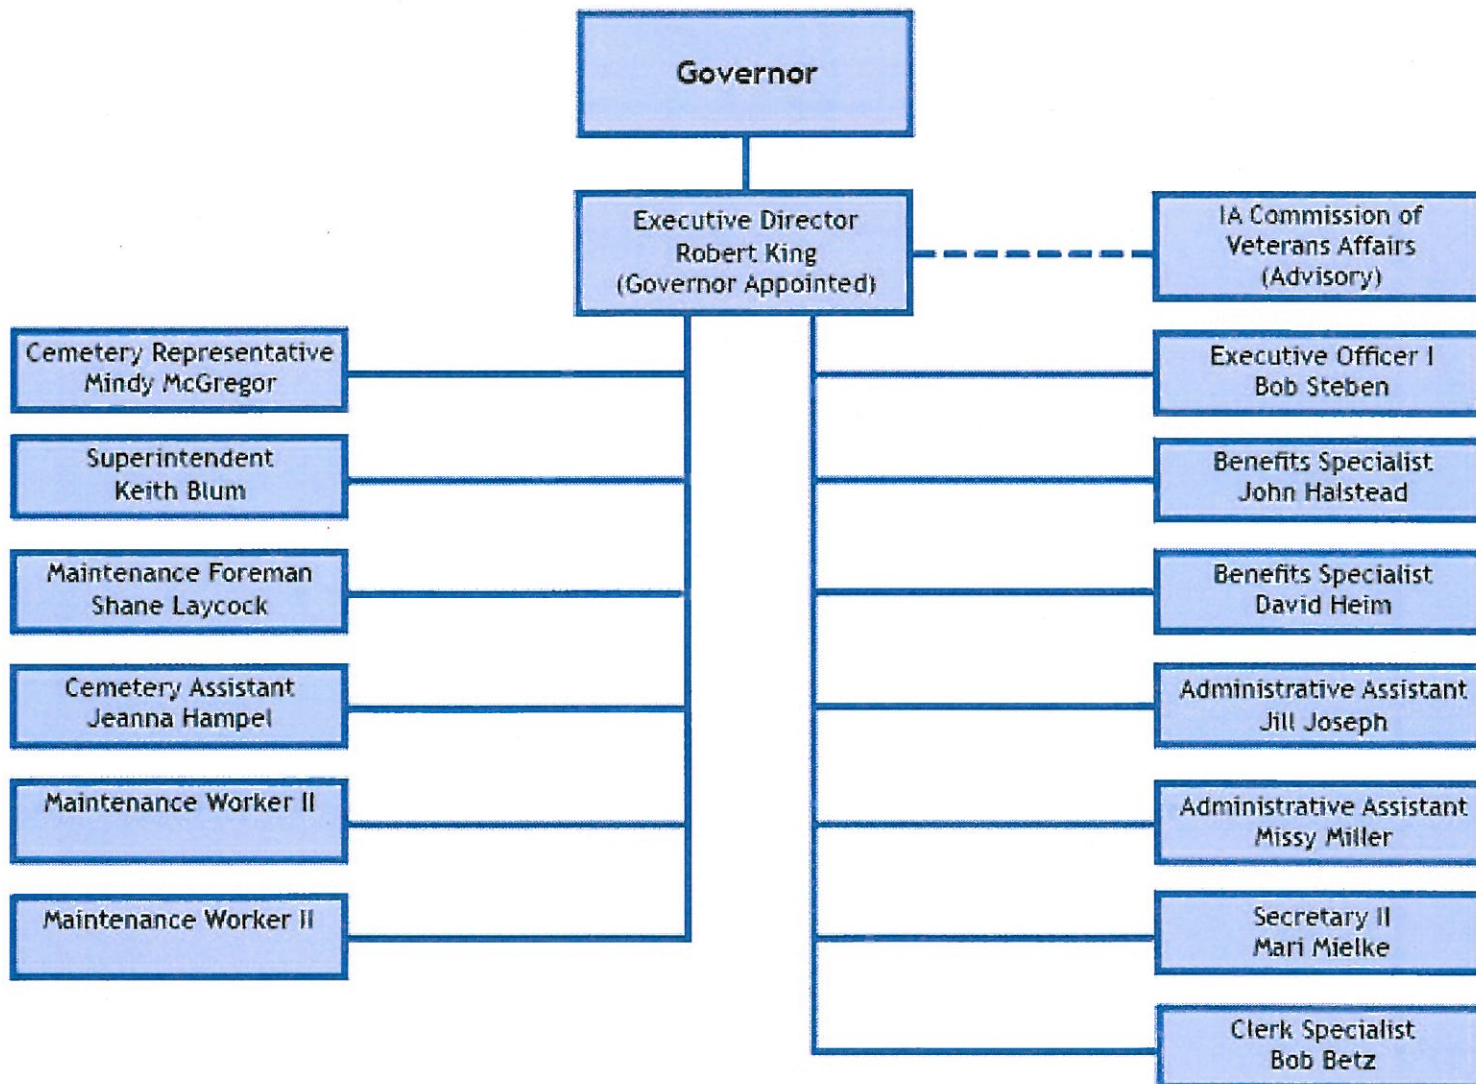 Governor
Executive Director
Robert King
(Governor Appointed)
IA Commission of
Veterans Affairs
(Advisory)
Cemetery Representative
Mindy McGregor
Superintendent
Keith Blum
Maintenance Foreman
Shane Laycock
Cemetery Assistant
Jeanna Hampel
Maintenance Worker II
Maintenance Worker II
Executive Officer I
Bob Steben
Benefits Specialist
John Halstead
Benefits Specialist
David Heim
Administrative Assistant
Jill Joseph
Administrative Assistant
Missy Miller
Secretary II
Mari Mielke
Clerk Specialist
Bob Betz